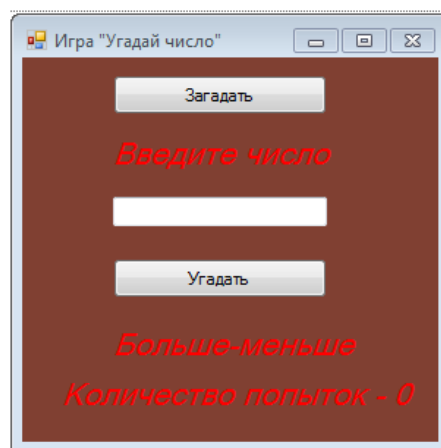 Игра "Угадай число"
Загадать
Введите число
Угадать
Больше-меньше
Количество попыток - 0